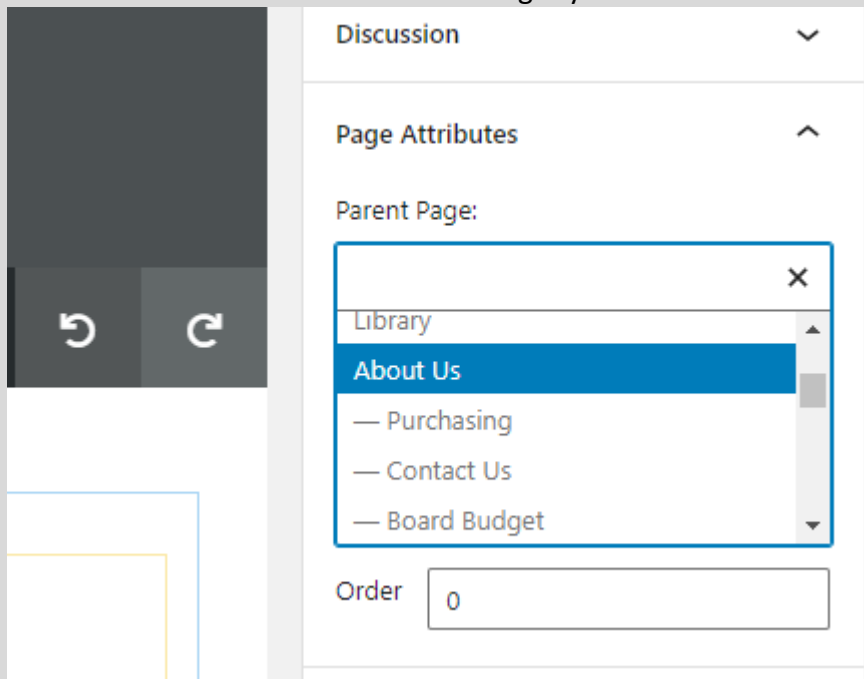 Discussion
Page Attributes
Parent Page:
Library
About Us
— Purchasing
— Contact Us
— Board Budget
Order 0